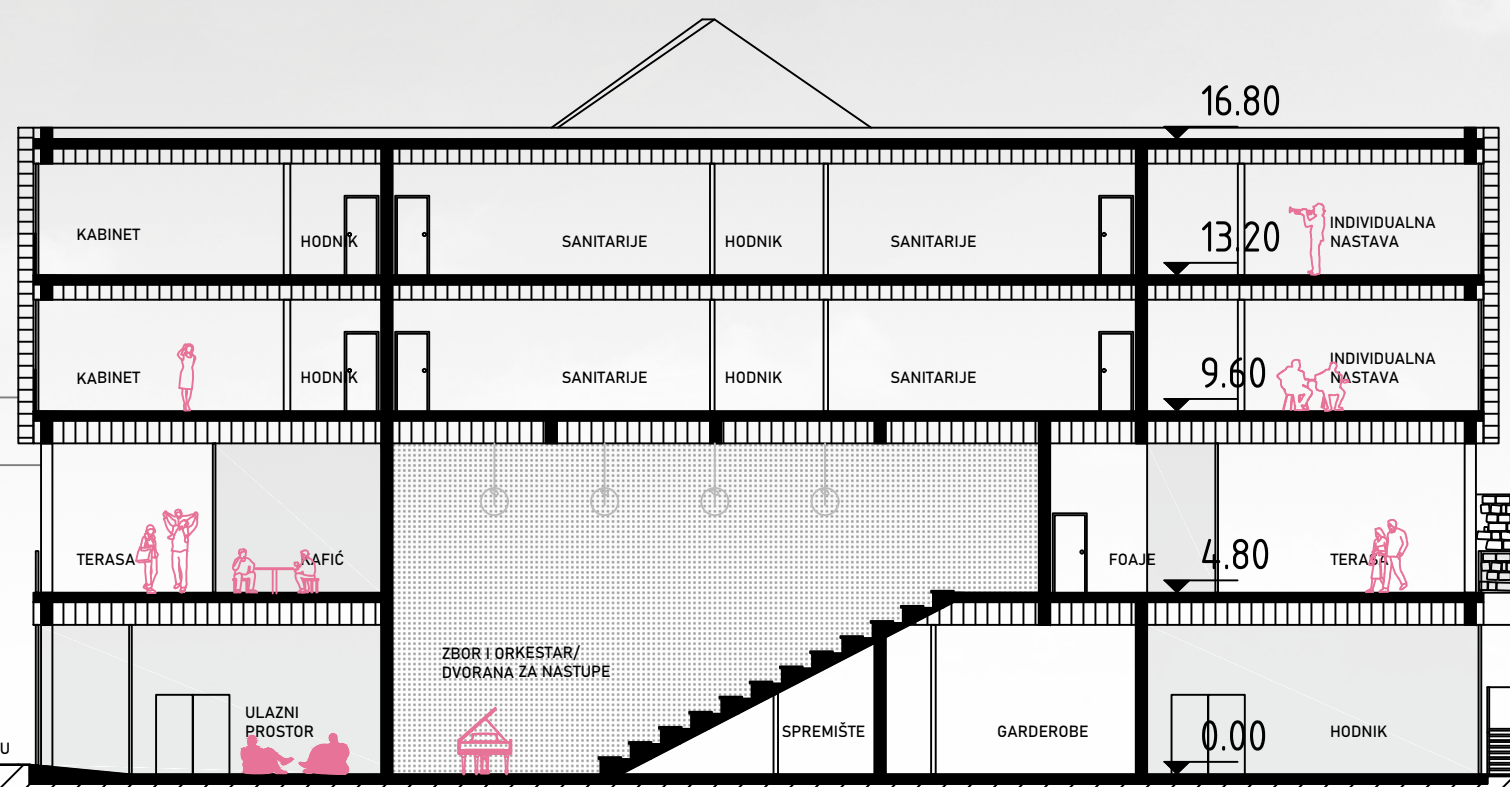 16.80
KABINET
HODNIK
SANITARIJE
HODNIK
SANITARIJE
13.20
INDIVIDUALNA
NASTAVA
KABINET
HODNIK
SANITARIJE
HODNIK
SANITARIJE
9.60
INDIVIDUALNA
NASTAVA
TERASA
KAFIĆ
FOAJE
4.80
TERASA
ZBOR I ORKESTAR/
DVORANA ZA NASTUPE
U
ULAZNI
PROSTOR
SPREMIŠTE
GARDEROBE
0.00
HODNIK